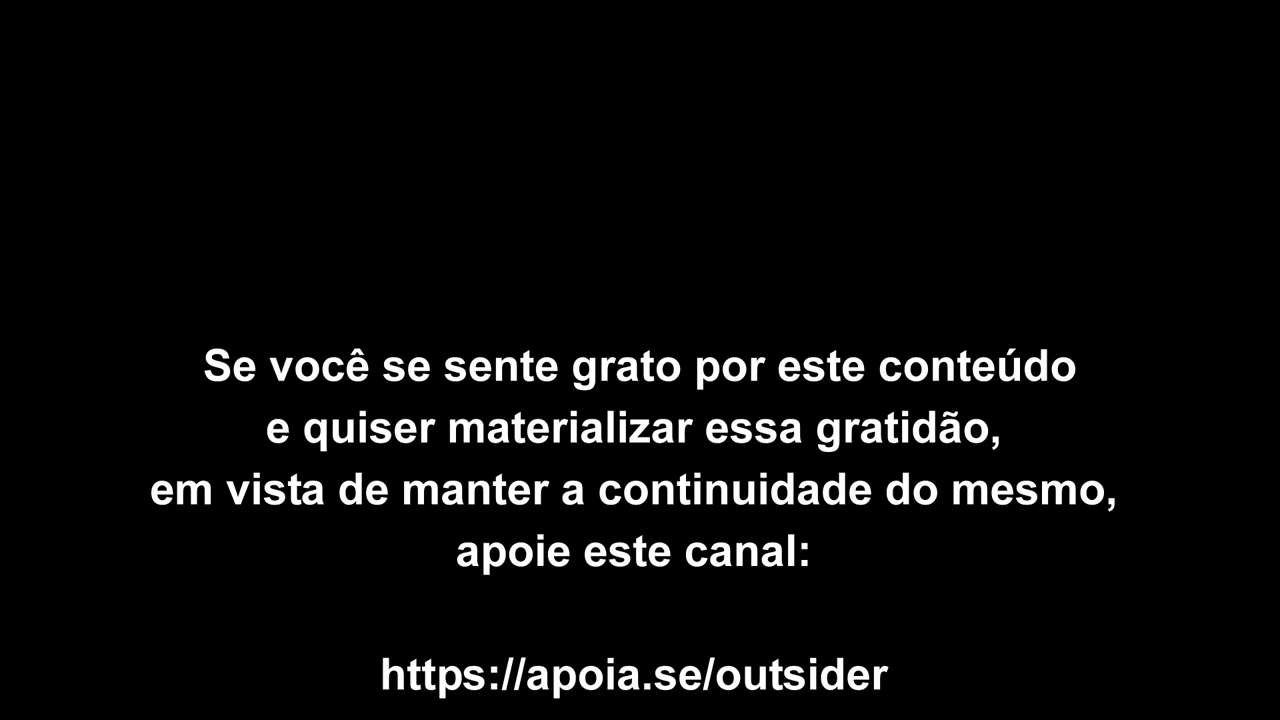 Se você se sente grato por este conteúdo
e quiser materializar essa gratidão,
em vista de manter a continuidade do mesmo,
apoie este canal:
https://apoia.se/outsider